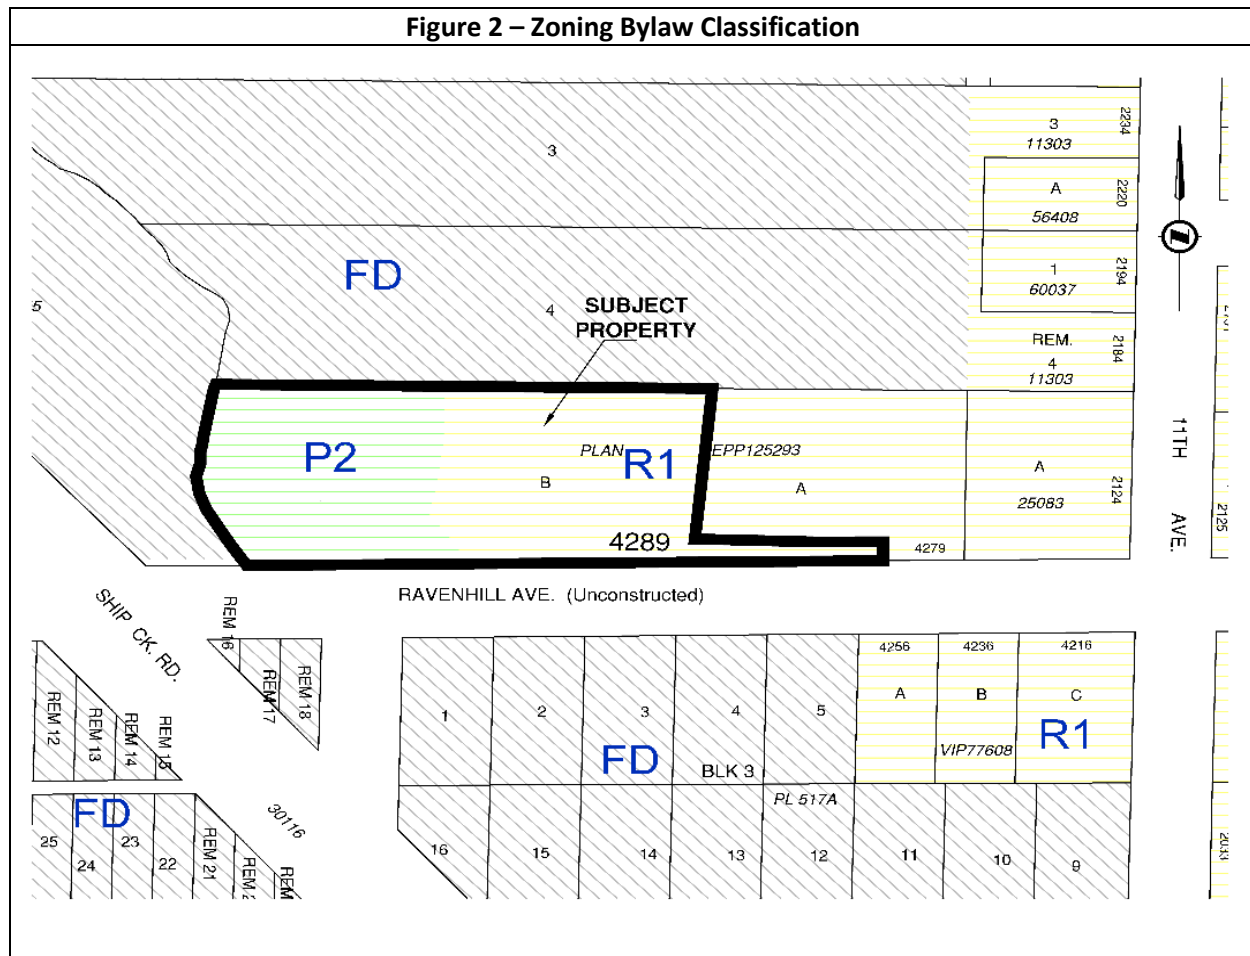 Figure 2 – Zoning Bylaw Classification
3
3
11303
2234
A
56408
2220
FD
1
60037
2194
5
4
SUBJECT
PROPERTY
REM.
4
11303
2184
P2
PLAN
R1
EPP125293
B
A
A
25083
2124
11TH
AVE.
2125
4289
4279
RAVENHILL AVE. (Unconstructed)
SHIP CK. RD.
REM 16
REM 17
REM 18
4256
4236
4216
REM 12
REM 13
REM 14
REM 15
1
2
3
4
5
A
B
C
FD
BLK 3
VIP77608
R1
PL 517A
FD
30116
25
24
23
22
REM 21
REM
16
15
14
13
12
11
10
9
2033